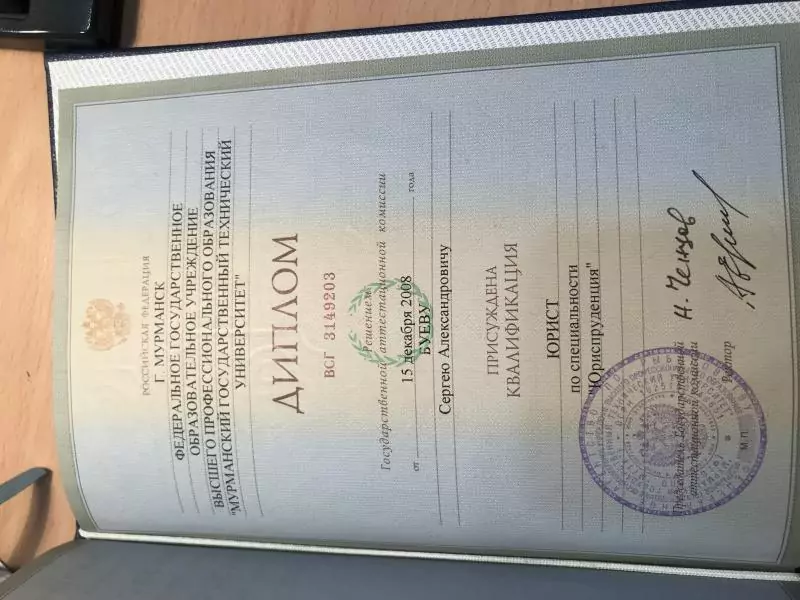 РОССИЙСКАЯ ФЕДЕРАЦИЯ
Г. МУРМАНСК
ФЕДЕРАЛЬНОЕ ГОСУДАРСТВЕННОЕ
ОБРАЗОВАТЕЛЬНОЕ УЧРЕЖДЕНИЕ
ВЫСШЕГО ПРОФЕССИОНАЛЬНОГО ОБРАЗОВАНИЯ
"МУРМАНСКИЙ ГОСУДАРСТВЕННЫЙ ТЕХНИЧЕСКИЙ
УНИВЕРСИТЕТ"
ДИПЛОМ
ВСГ 3149203
Решением
Государственной аттестационной комиссии
от 15 декабря 2008 года
БУЕВУ
Сергею Александровичу
ПРИСУЖДЕНА
КВАЛИФИКАЦИЯ
ЮРИСТ
по специальности
"Юриспруденция"
Председатель Государственной
аттестационной комиссии Н. Ченцов
Ректор
М.П.